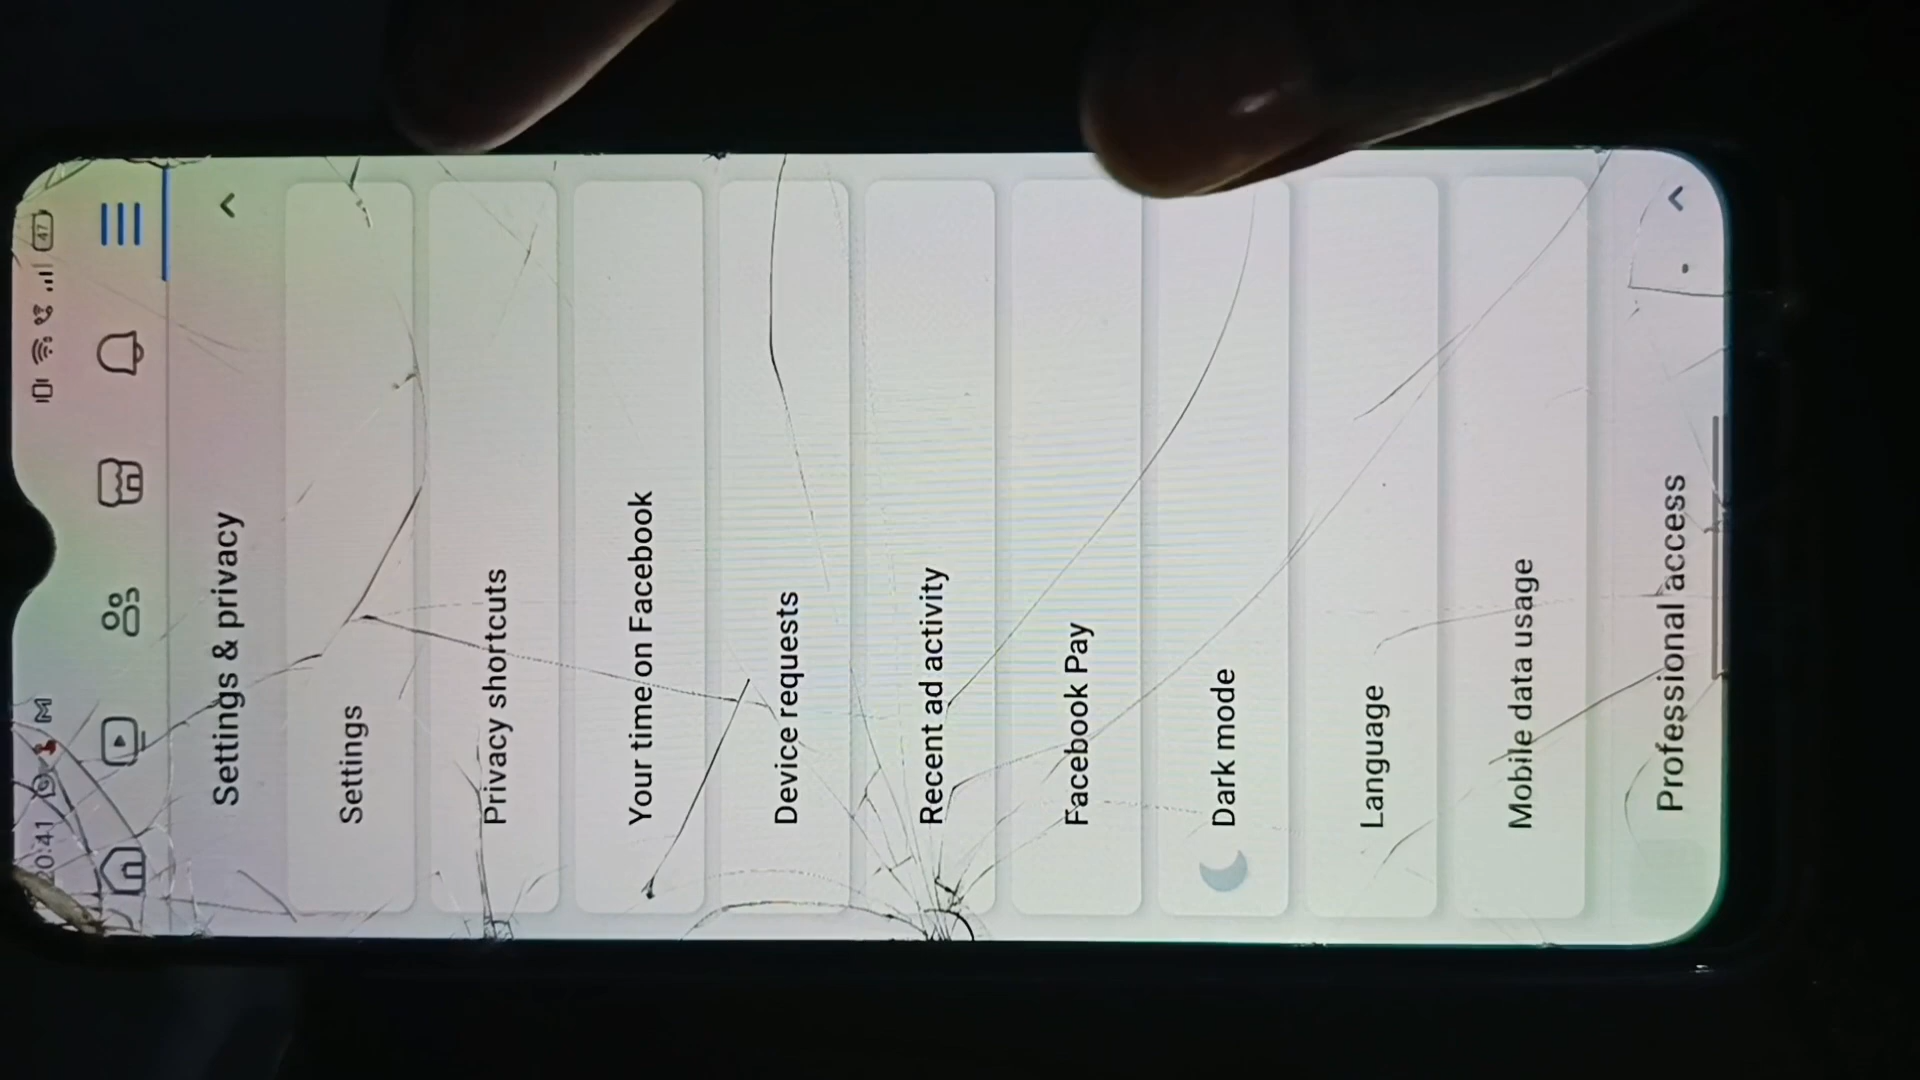 20:41
47
Settings & privacy
Settings
Privacy shortcuts
Your time on Facebook
Device requests
Recent ad activity
Facebook Pay
Dark mode
Language
Mobile data usage
Professional access